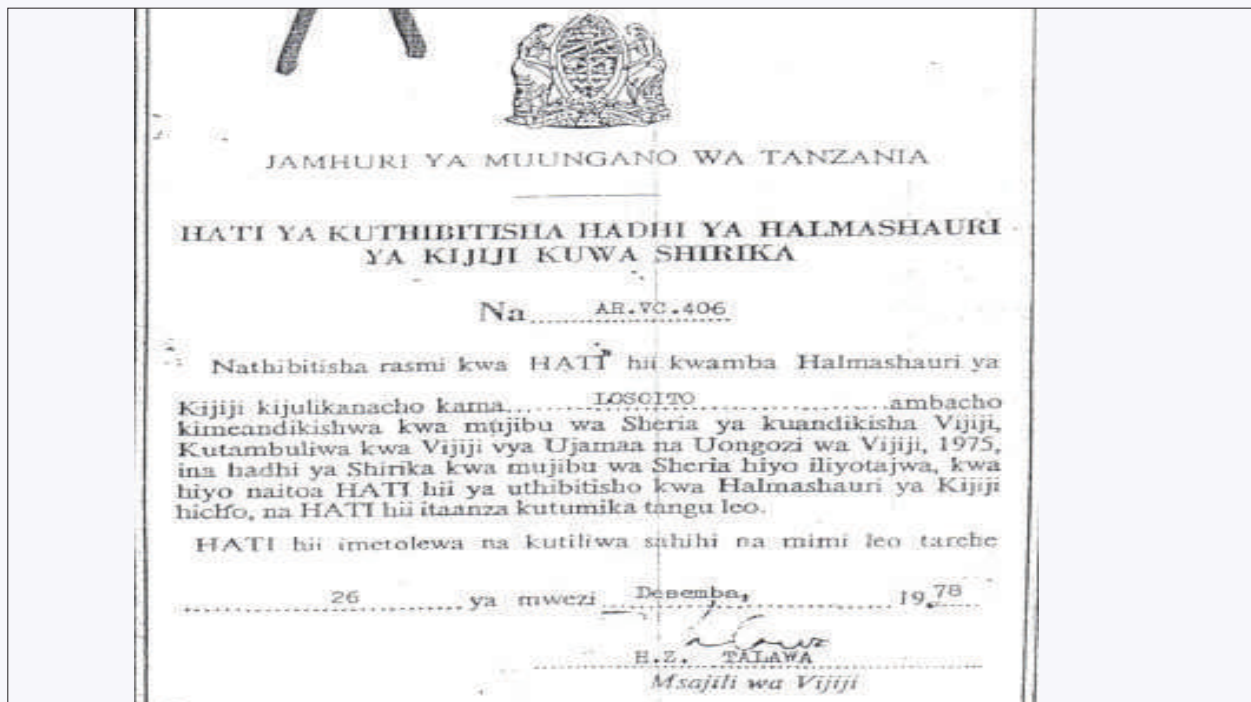 JAMHURI YA MUUNGANO WA TANZANIA
HATI YA KUTHIBITISHA HADHI YA HALMASHAURI
YA KIJIJI KUWA SHIRIKA
Na AR.VC.406
Nathibitisha rasmi kwa HATI hii kwamba Halmashauri ya
Kijiji kijulikanacho kama LOSOITO ambacho
kimeandikishwa kwa mujibu wa Sheria ya kuandikisha Vijiji,
Kutambuliwa kwa Vijiji vya Ujamaa na Uongozi wa Vijiji, 1975,
ina hadhi ya Shirika kwa mujibu wa Sheria hiyo iliyotajwa, kwa
hiyo naitoa HATI hii ya uthibitisho kwa Halmashauri ya Kijiji
hicho, na HATI hii itaanza kutumika tangu leo.
HATI hii imetolewa na kutiliwa sahihi na mimi leo tarehe
26 ya mwezi Desemba, 1978
H.Z. TALAWA
Msajili wa Vijiji